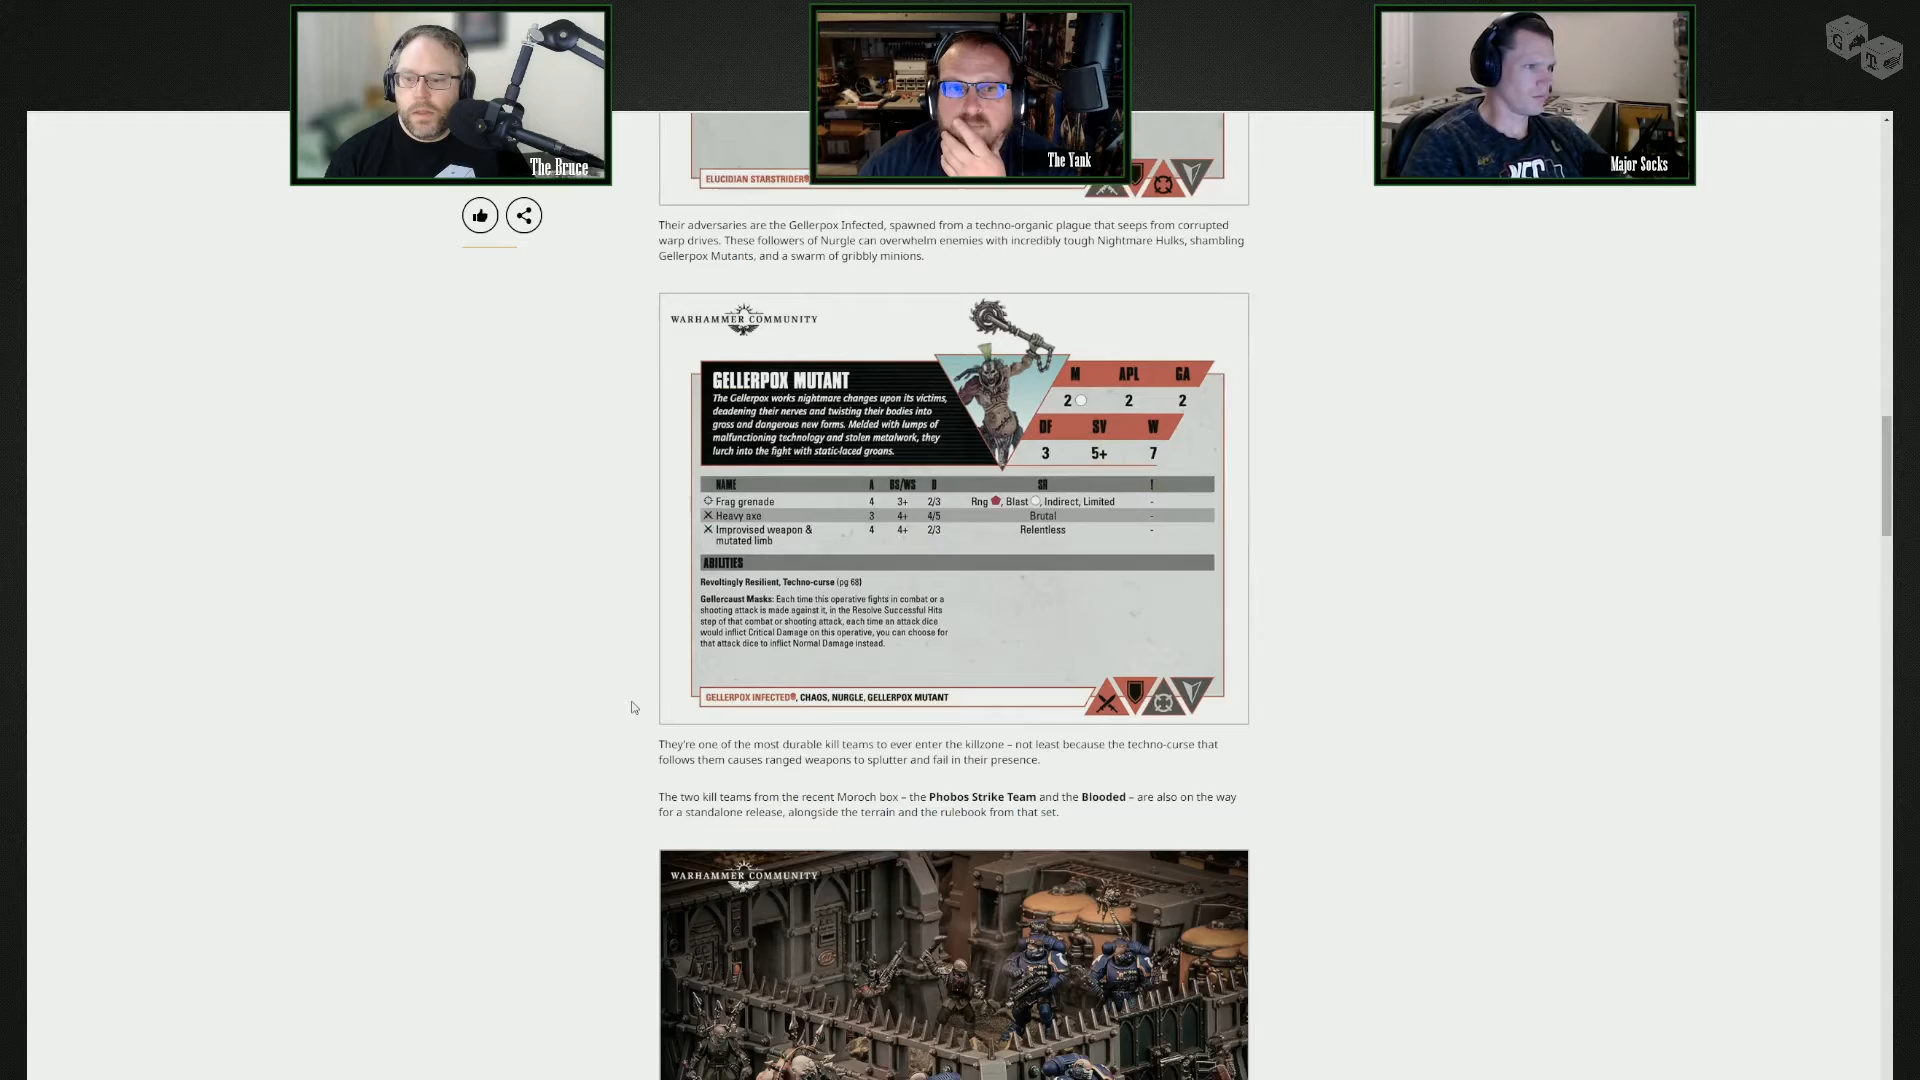 The Bruce
The Yank
Major Socks
G
T
ELUCIDIAN STARSTRIDER
Their adversaries are the Gellerpox Infected, spawned from a techno-organic plague that seeps from corrupted
warp drives. These followers of Nurgle can overwhelm enemies with incredibly tough Nightmare Hulks, shambling
Gellerpox Mutants, and a swarm of gribbly minions.
WARHAMMER COMMUNITY
GELLERPOX MUTANT
The Gellerpox works nightmare changes upon its victims,
deadening their nerves and twisting their bodies into
gross and dangerous new forms. Melded with lumps of
malfunctioning technology and stolen metalwork, they
lurch into the fight with static-laced groans.
M APL GA
2 2 2
DF SV W
3 5+ 7
NAME A BS/WS D SR !
Frag grenade 4 3+ 2/3 Rng , Blast , Indirect, Limited -
Heavy axe 3 4+ 4/5 Brutal -
Improvised weapon & 4 4+ 2/3 Relentless -
mutated limb
ABILITIES
Revoltingly Resilient, Techno-curse (pg 68)
Gellercaust Masks: Each time this operative fights in combat or a
shooting attack is made against it, in the Resolve Successful Hits
step of that combat or shooting attack, each time an attack dice
would inflict Critical Damage on this operative, you can choose for
that attack dice to inflict Normal Damage instead.
GELLERPOX INFECTED, CHAOS, NURGLE, GELLERPOX MUTANT
They're one of the most durable kill teams to ever enter the killzone – not least because the techno-curse that
follows them causes ranged weapons to splutter and fail in their presence.
The two kill teams from the recent Moroch box – the Phobos Strike Team and the Blooded – are also on the way
for a standalone release, alongside the terrain and the rulebook from that set.
WARHAMMER COMMUNITY